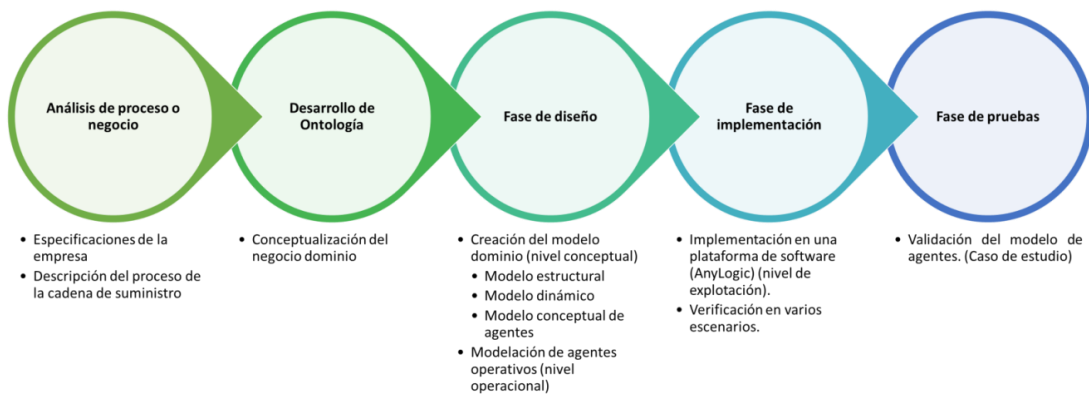 Análisis de proceso o
negocio
• Especificaciones de la
empresa
• Descripción del proceso de
la cadena de suministro
Desarrollo de
Ontología
• Conceptualización del
negocio dominio
Fase de diseño
• Creación del modelo
dominio (nivel conceptual)
• Modelo estructural
• Modelo dinámico
• Modelo conceptual de
agentes
• Modelación de agentes
operativos (nivel
operacional)
Fase de
implementación
• Implementación en una
plataforma de software
(AnyLogic) (nivel de
explotación).
• Verificación en varios
escenarios.
Fase de pruebas
• Validación del modelo de
agentes. (Caso de estudio)